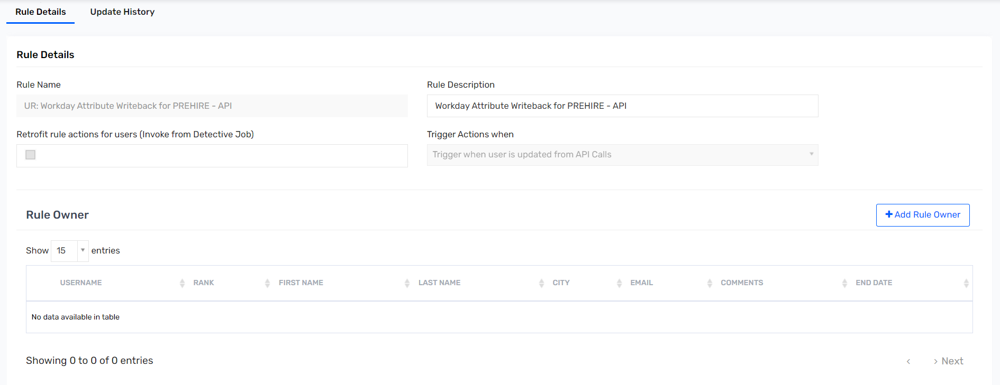 Rule Details Update History
Rule Details
Rule Name Rule Description
UR: Workday Attribute Writeback for PREHIRE - API Workday Attribute Writeback for PREHIRE - API
Retrofit rule actions for users (Invoke from Detective Job) Trigger Actions when
Trigger when user is updated from API Calls
Rule Owner + Add Rule Owner
Show 15 entries
USERNAME RANK FIRST NAME LAST NAME CITY EMAIL COMMENTS END DATE
No data available in table
Showing 0 to 0 of 0 entries < > Next